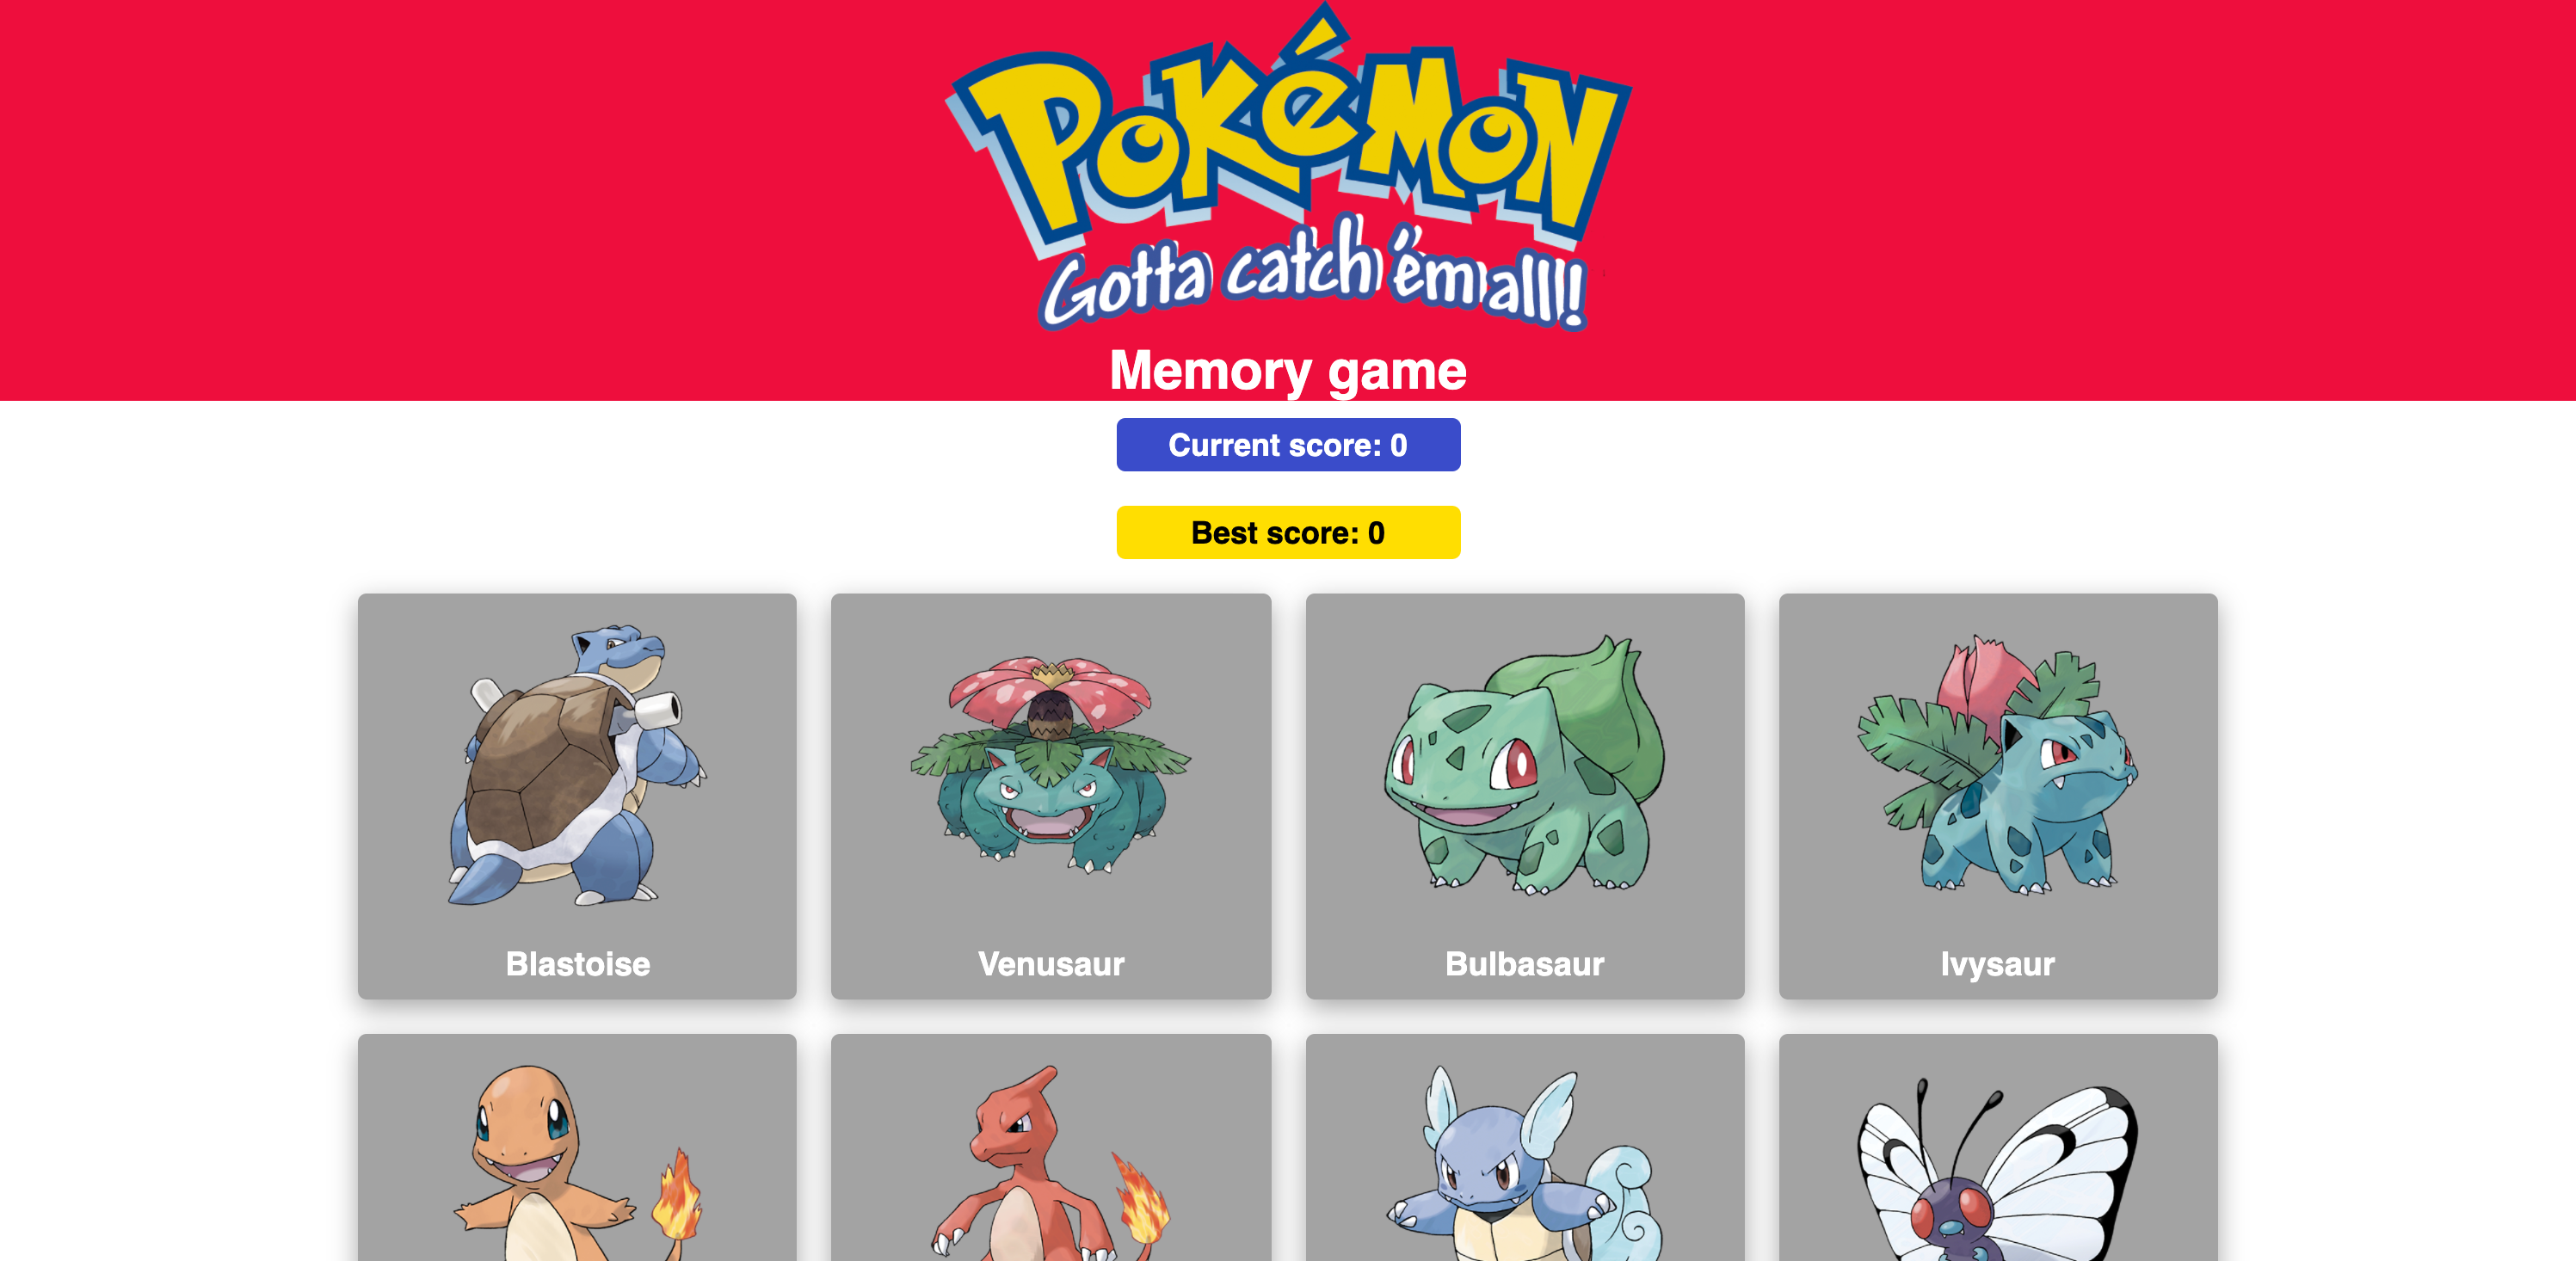 POKéMON
Gotta catch 'em all!
Memory game
Current score: 0
Best score: 0
Blastoise
Venusaur
Bulbasaur
Ivysaur